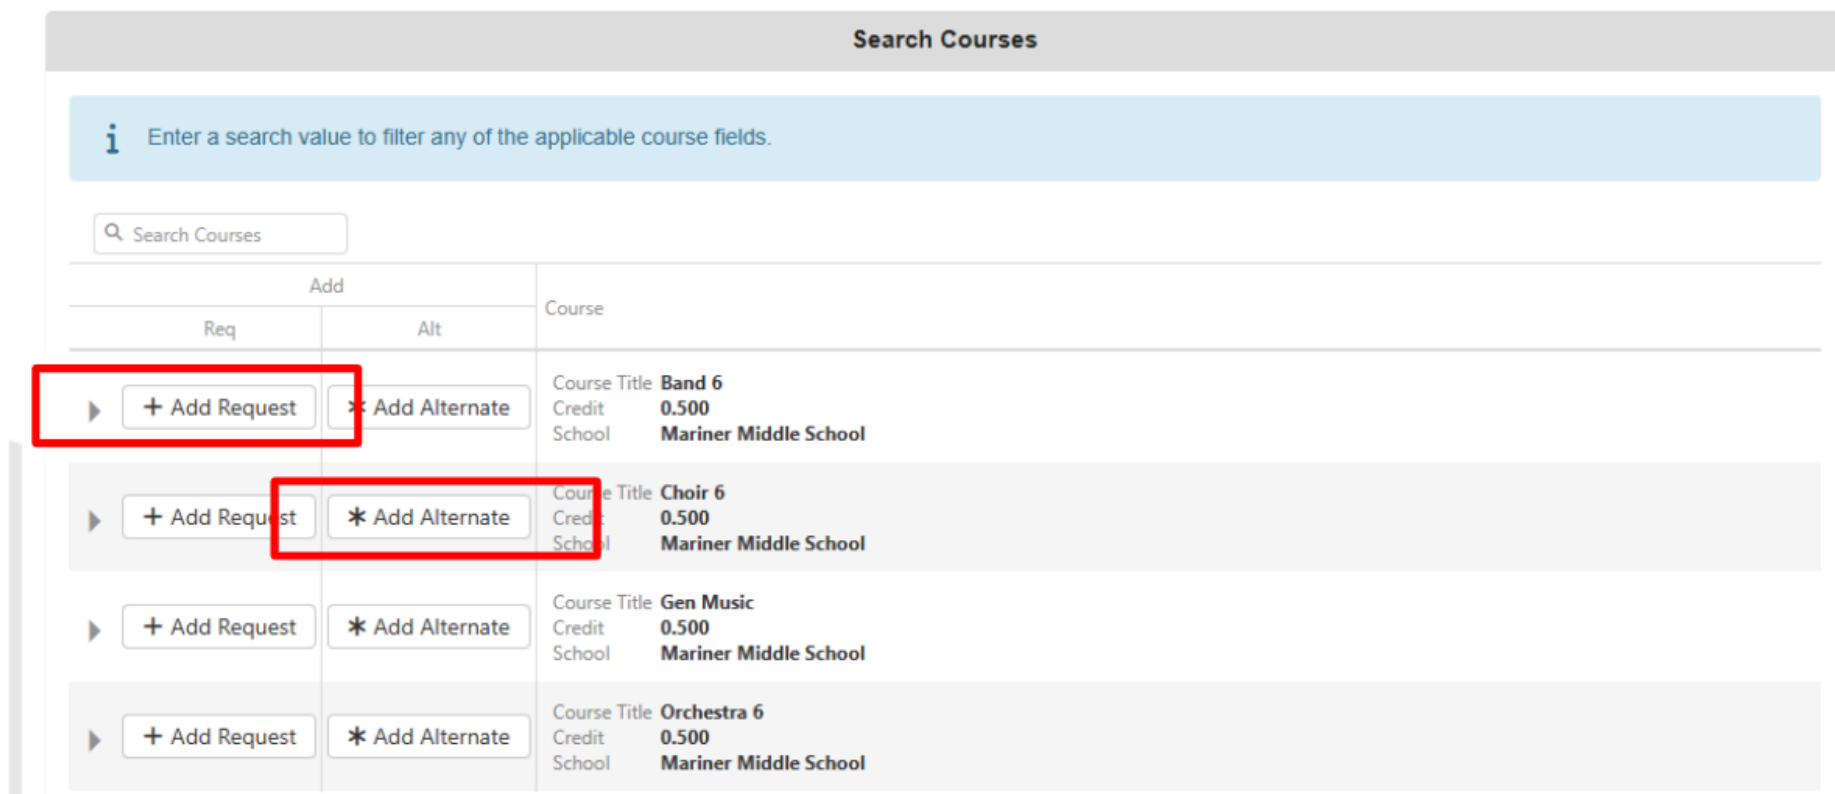 Search Courses
i Enter a search value to filter any of the applicable course fields.
Search Courses
Add
Course
Req Alt
+ Add Request * Add Alternate
Course Title Band 6
Credit 0.500
School Mariner Middle School
+ Add Request * Add Alternate
Course Title Choir 6
Credit 0.500
School Mariner Middle School
+ Add Request * Add Alternate
Course Title Gen Music
Credit 0.500
School Mariner Middle School
+ Add Request * Add Alternate
Course Title Orchestra 6
Credit 0.500
School Mariner Middle School